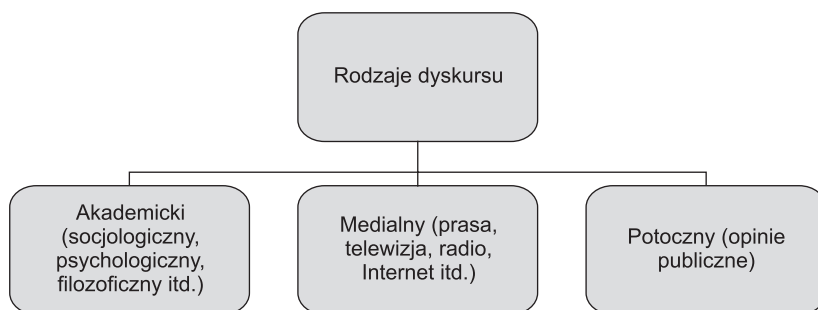 Rodzaje dyskursu
Akademicki
(socjologiczny,
psychologiczny,
filozoficzny itd.)
Medialny (prasa,
telewizja, radio,
Internet itd.)
Potoczny (opinie
publiczne)